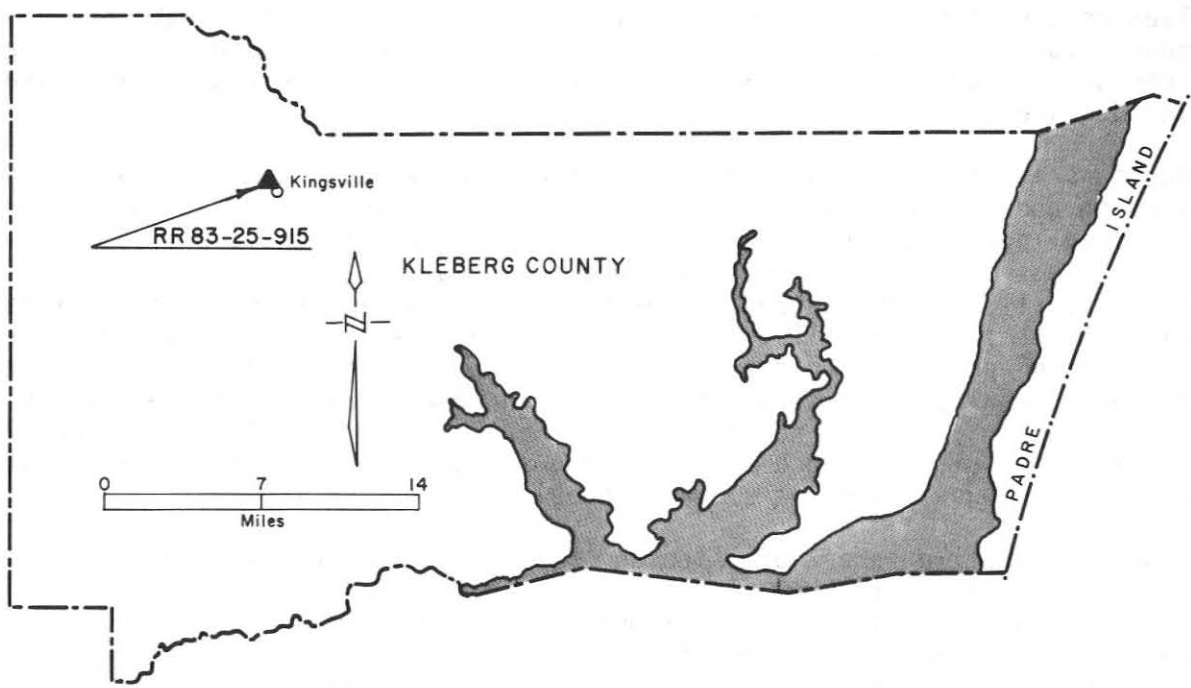 Kingsville
RR 83-25-915
KLEBERG COUNTY
N
PADRE ISLAND
0 7 14
Miles